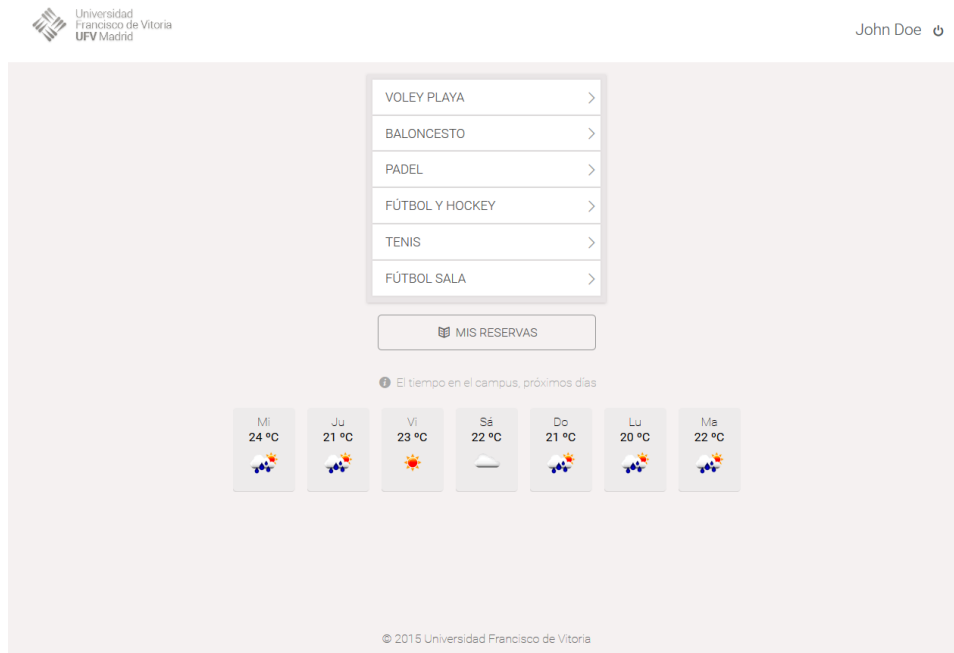 Universidad
Francisco de Vitoria
UFV Madrid
John Doe
VOLEY PLAYA
BALONCESTO
PADEL
FÚTBOL Y HOCKEY
TENIS
FÚTBOL SALA
MIS RESERVAS
El tiempo en el campus, próximos días
Mi Ju Vi Sá Do Lu Ma
24 ºC 21 ºC 23 ºC 22 ºC 21 ºC 20 ºC 22 ºC
© 2015 Universidad Francisco de Vitoria